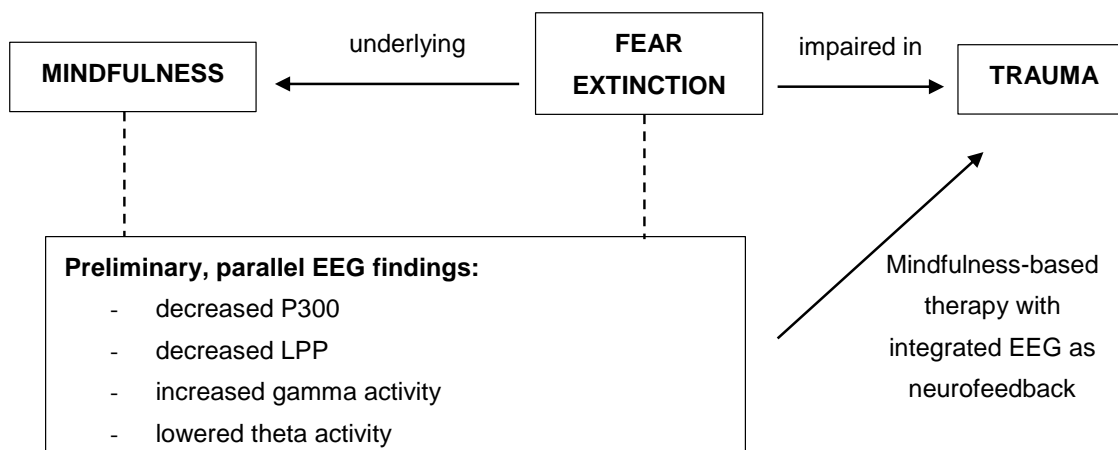 underlying
FEAR
EXTINCTION
impaired in
MINDFULNESS
TRAUMA
Preliminary, parallel EEG findings:
- decreased P300
- decreased LPP
- increased gamma activity
- lowered theta activity
Mindfulness-based
therapy with
integrated EEG as
neurofeedback